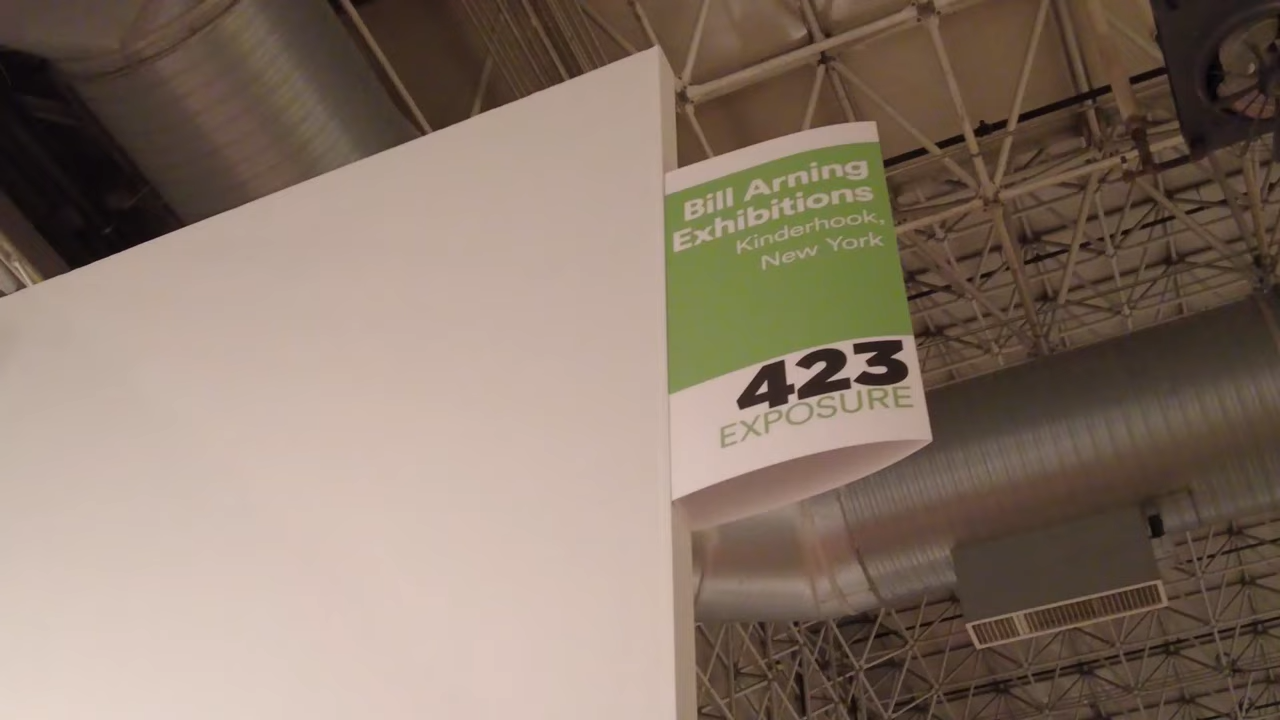 Bill Arning
Exhibitions
Kinderhook,
New York
423
EXPOSURE